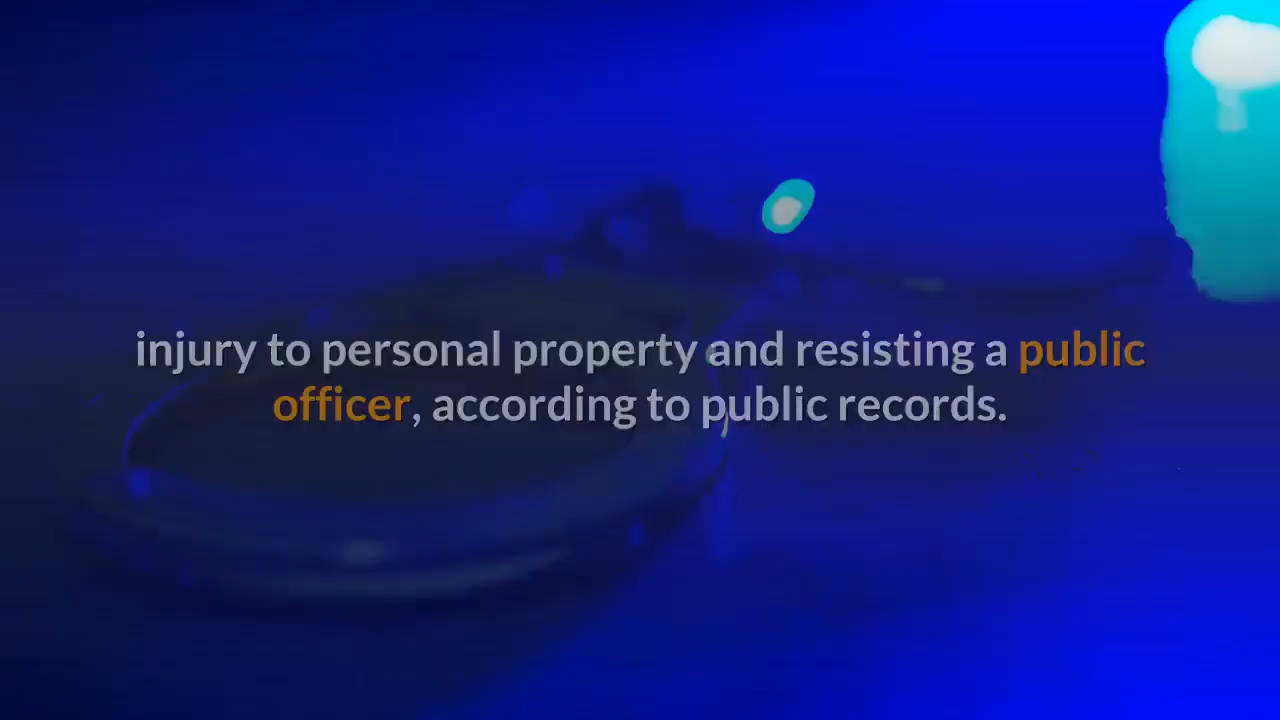 injury to personal property and resisting a public
officer, according to public records.